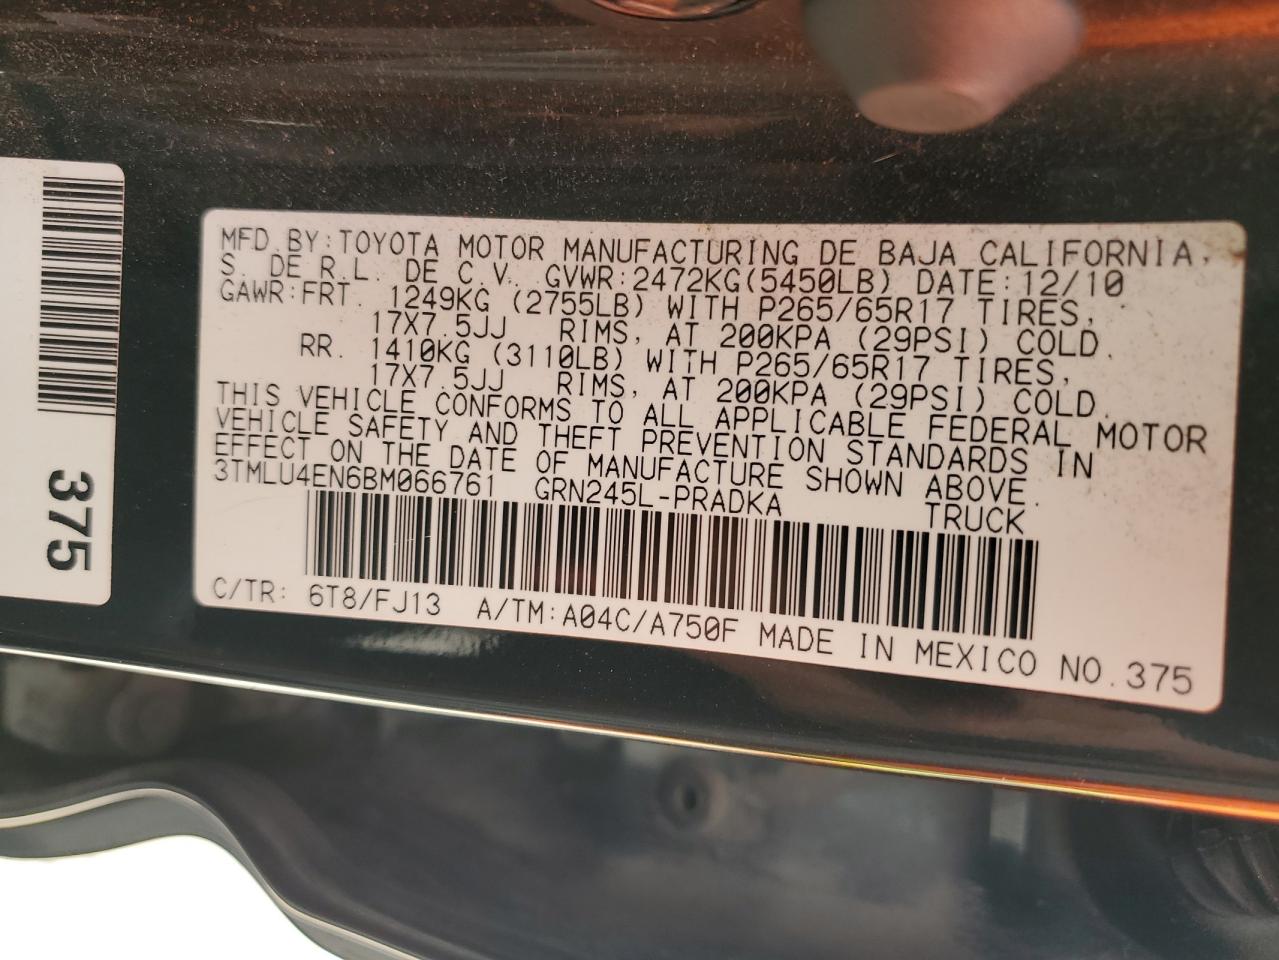 MFD.BY:TOYOTA MOTOR MANUFACTURING DE BAJA CALIFORNIA,
S. DE R.L. DE C.V. GVWR:2472KG(5450LB) DATE:12/10
GAWR:FRT. 1249KG (2755LB) WITH P265/65R17 TIRES,
17X7.5JJ RIMS, AT 200KPA (29PSI) COLD.
RR. 1410KG (3110LB) WITH P265/65R17 TIRES,
17X7.5JJ RIMS, AT 200KPA (29PSI) COLD.
THIS VEHICLE CONFORMS TO ALL APPLICABLE FEDERAL MOTOR
VEHICLE SAFETY AND THEFT PREVENTION STANDARDS IN
EFFECT ON THE DATE OF MANUFACTURE SHOWN ABOVE.
3TMLU4EN6BM066761 GRN245L-PRADKA TRUCK
C/TR: 6T8/FJ13 A/TM:A04C/A750F MADE IN MEXICO NO.375
375